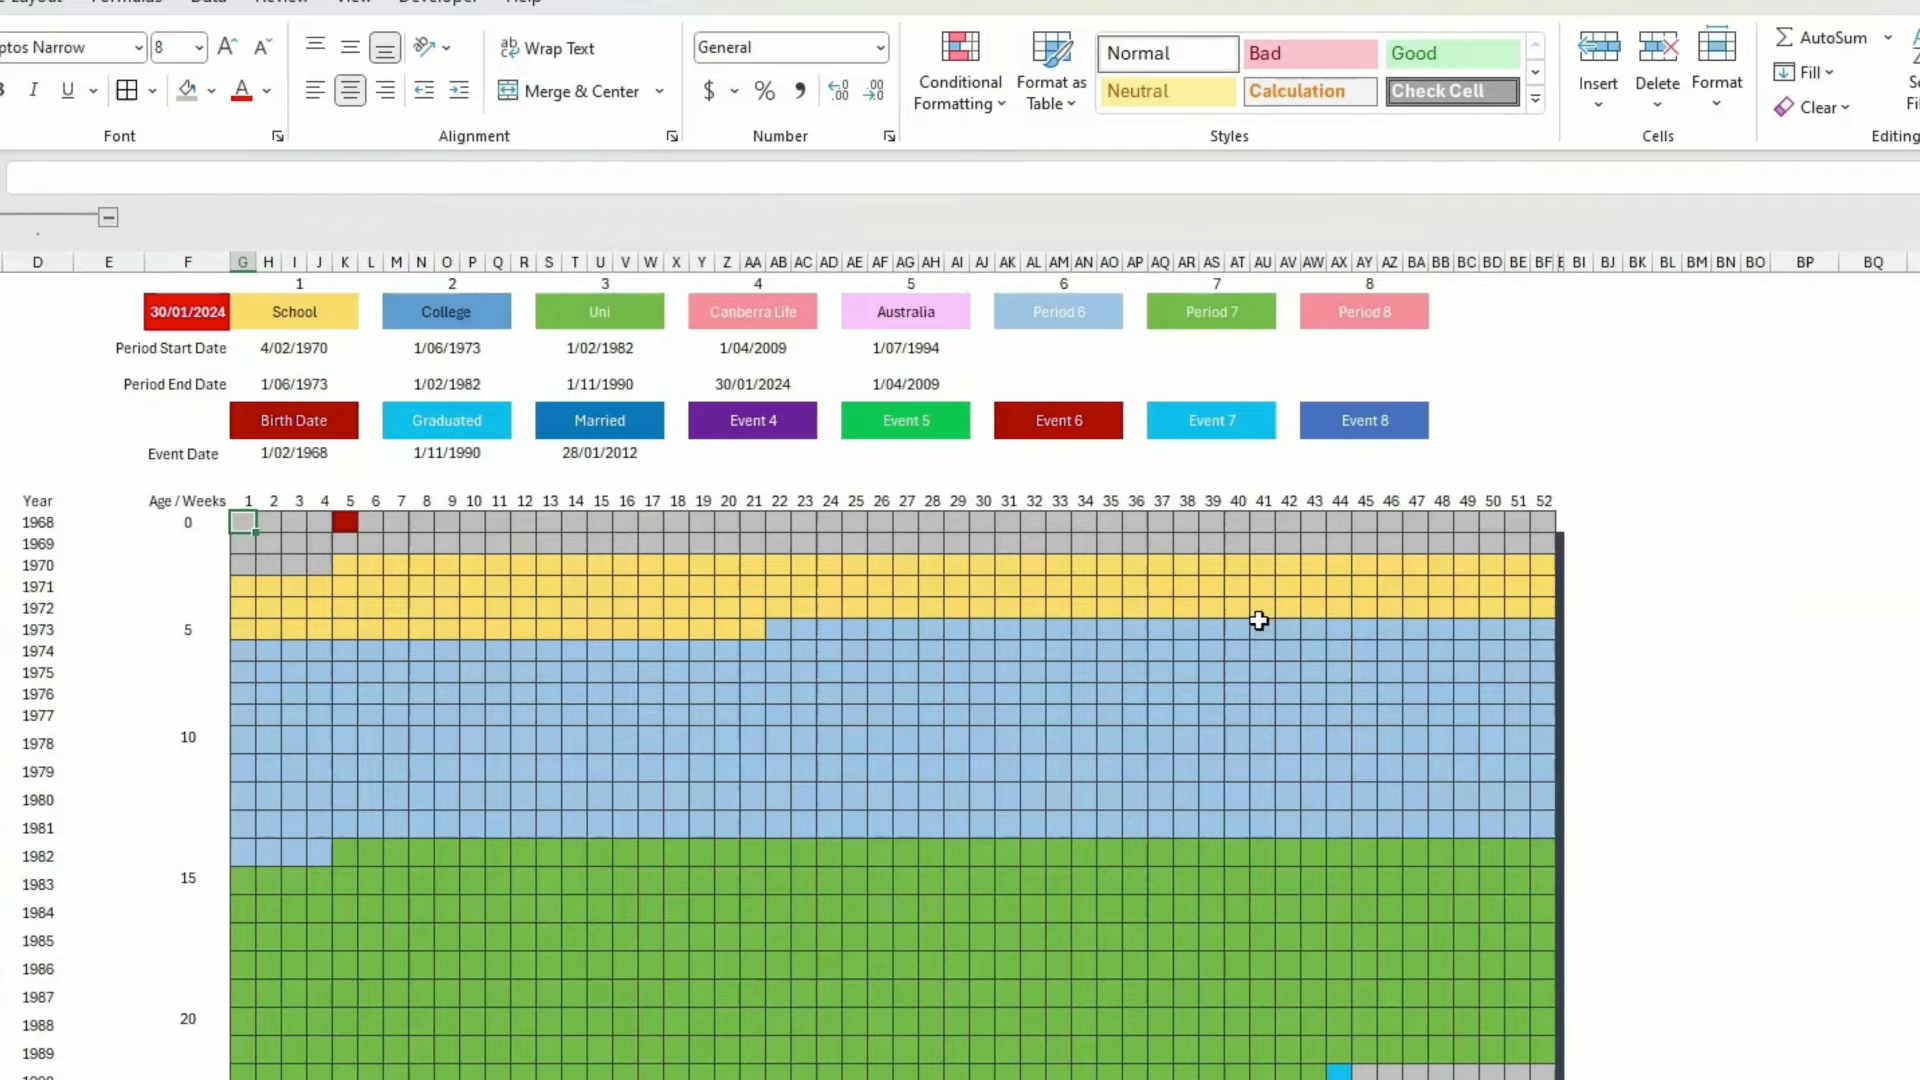 Formulas Data Review View Developer Help
ptos Narrow 8 Wrap Text General Normal Bad Good AutoSum
Conditional Formatting Format as Table Insert Delete Format Fill
Merge & Center $ % Neutral Calculation Check Cell Clear
Font Alignment Number Styles Cells Editing
D E F G H I J K L M N O P Q R S T U V W X Y Z AA AB AC AD AE AF AG AH AI AJ AK AL AM AN AO AP AQ AR AS AT AU AV AW AX AY AZ BA BB BC BD BE BF BI BJ BK BL BM BN BO BP BQ
1 2 3 4 5 6 7 8
30/01/2024 School College Uni Canberra Life Australia Period 6 Period 7 Period 8
Period Start Date 4/02/1970 1/06/1973 1/02/1982 1/04/2009 1/07/1994
Period End Date 1/06/1973 1/02/1982 1/11/1990 30/01/2024 1/04/2009
Birth Date Graduated Married Event 4 Event 5 Event 6 Event 7 Event 8
Event Date 1/02/1968 1/11/1990 28/01/2012
Year Age / Weeks 1 2 3 4 5 6 7 8 9 10 11 12 13 14 15 16 17 18 19 20 21 22 23 24 25 26 27 28 29 30 31 32 33 34 35 36 37 38 39 40 41 42 43 44 45 46 47 48 49 50 51 52
1968 0
1969
1970
1971
1972
1973 5
1974
1975
1976
1977
1978 10
1979
1980
1981
1982
1983 15
1984
1985
1986
1987
1988 20
1989